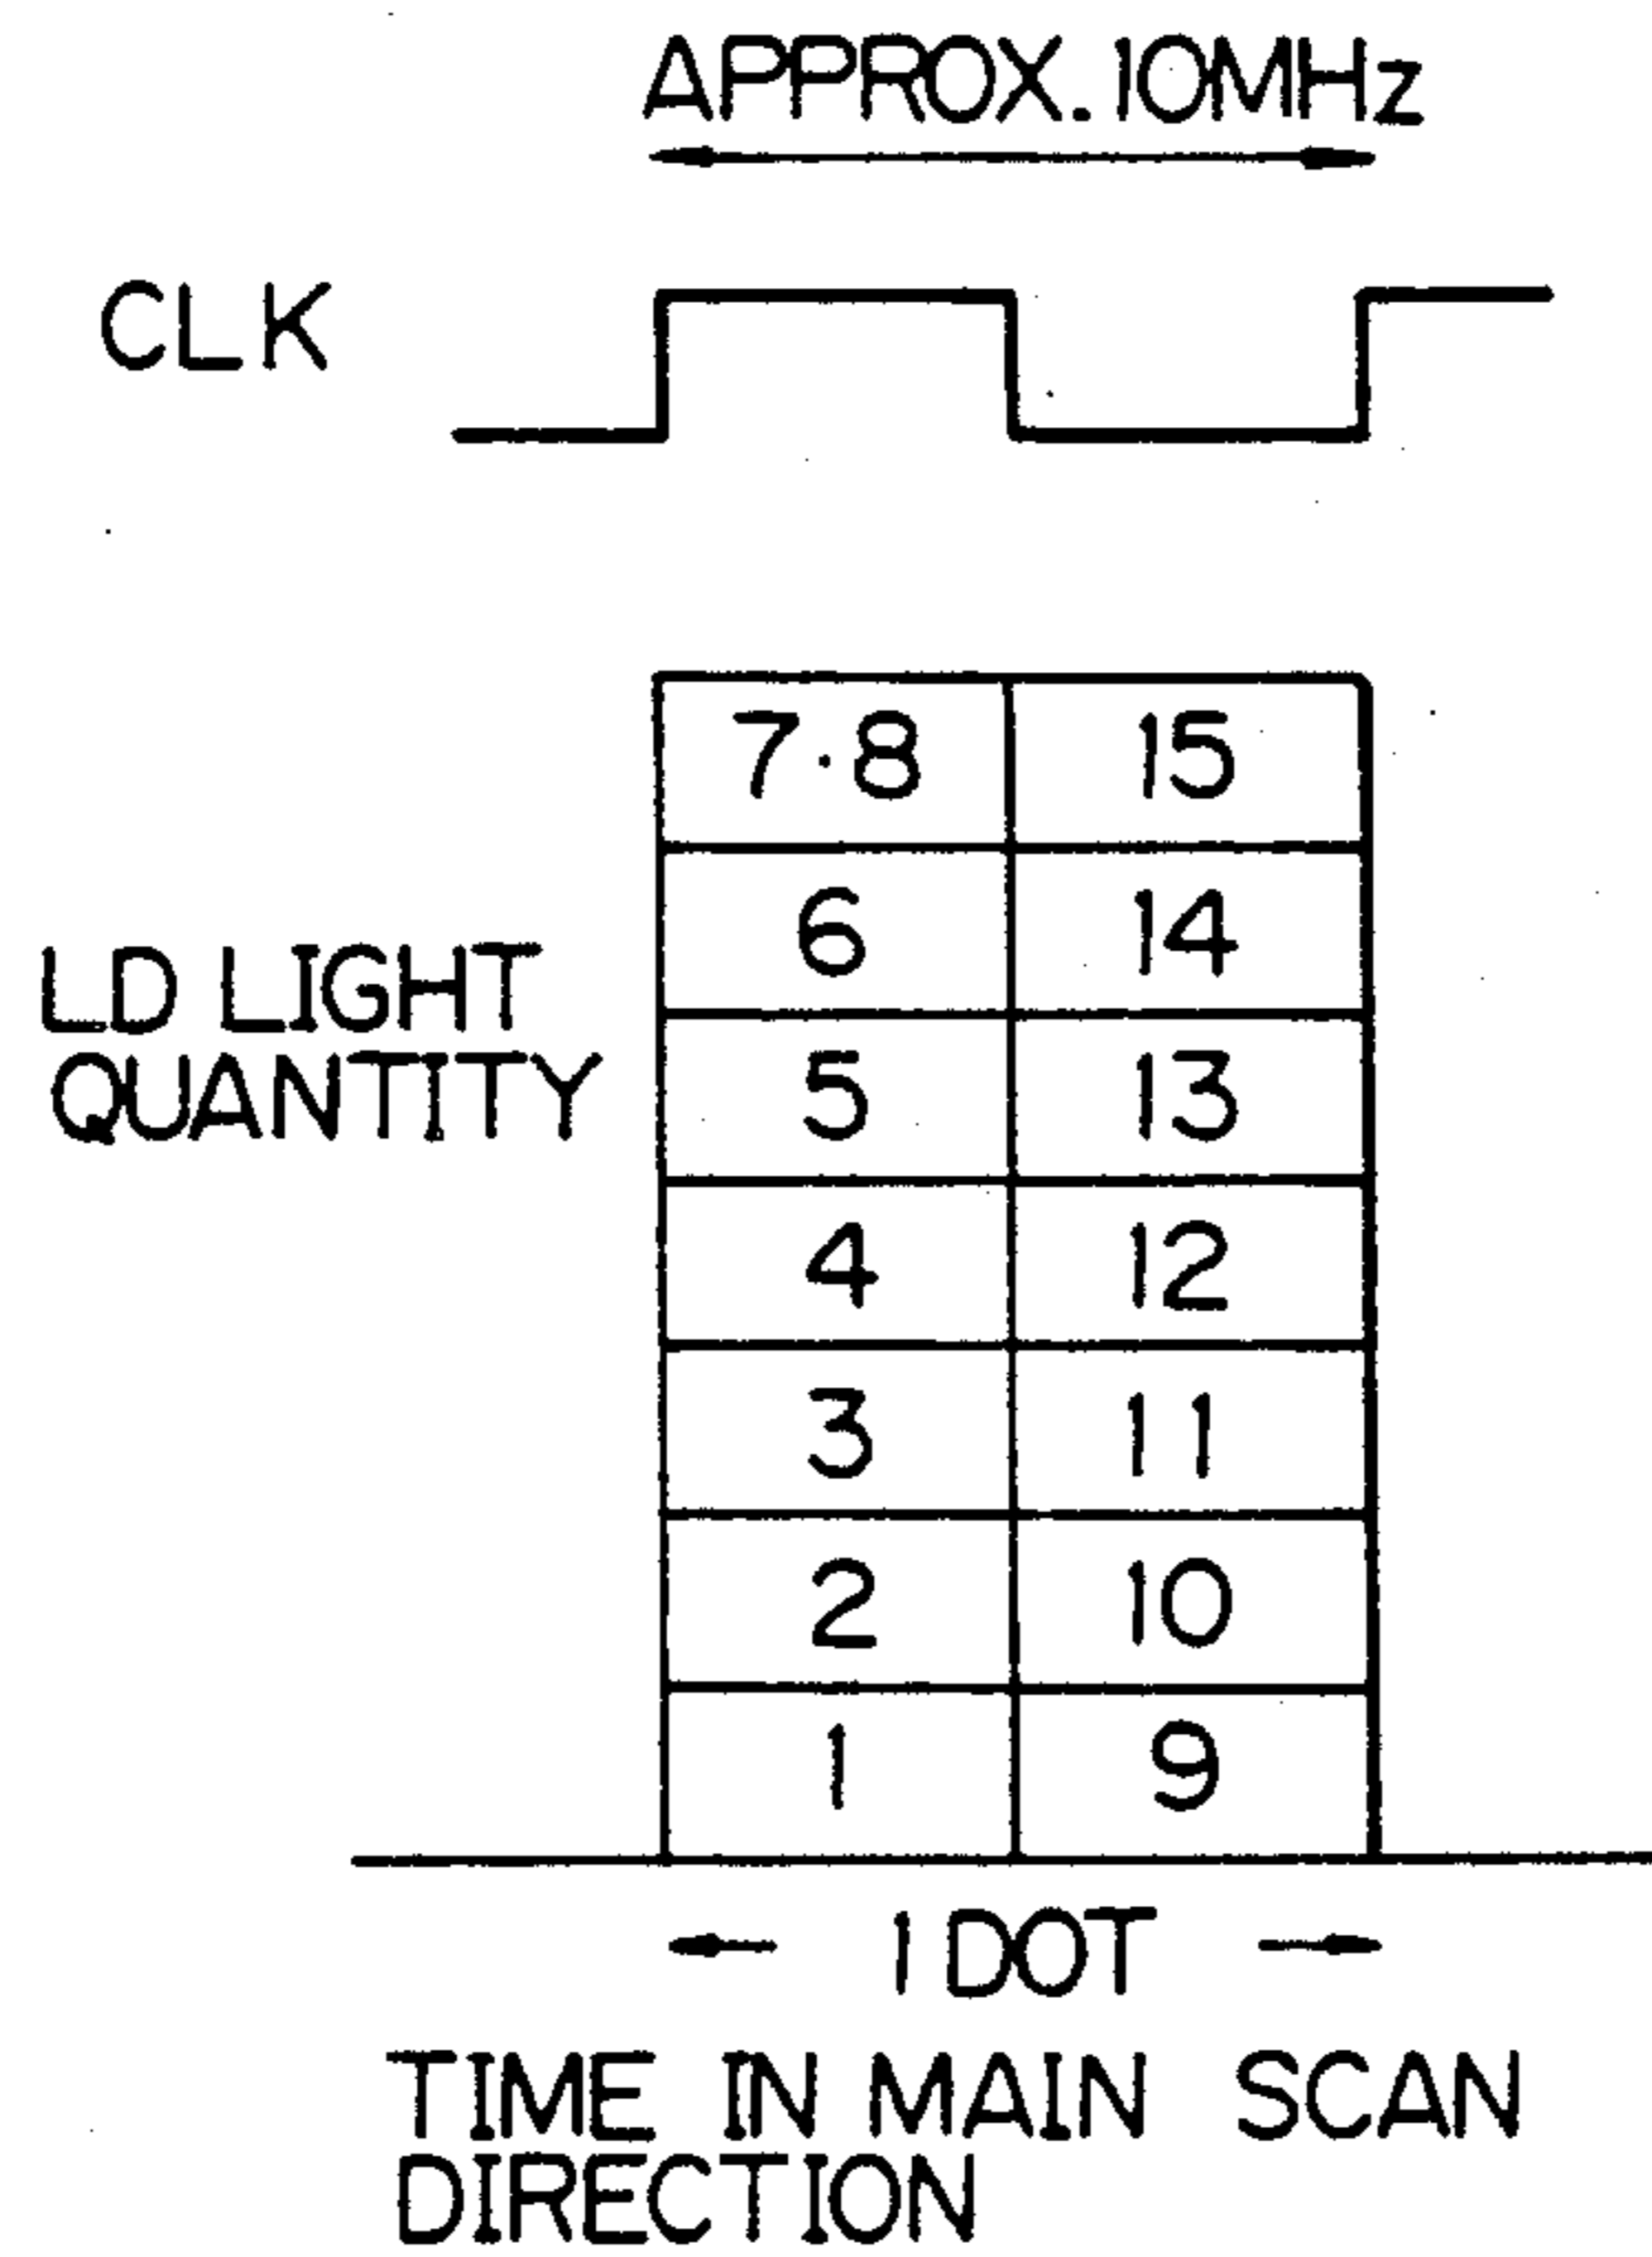 APPROX.10MHz
CLK
7·8 15
6 14
LD LIGHT
QUANTITY
5 13
4 12
3 11
2 10
1 9
1 DOT
TIME IN MAIN SCAN
DIRECTION